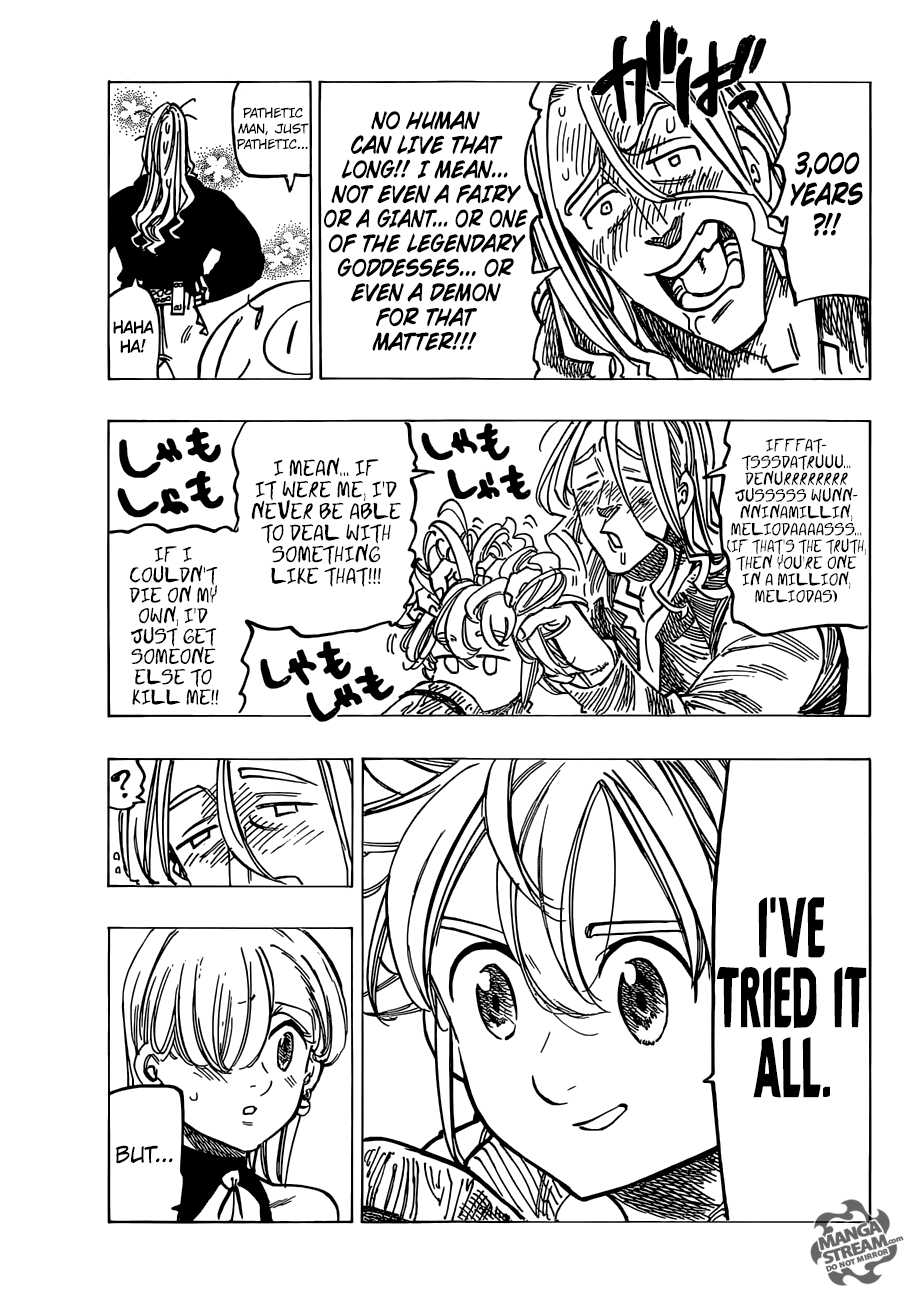 ガバッ
3,000
YEARS
?!!
NO HUMAN
CAN LIVE THAT
LONG!! I MEAN...
NOT EVEN A FAIRY
OR A GIANT... OR ONE
OF THE LEGENDARY
GODDESSES... OR
EVEN A DEMON
FOR THAT
MATTER!!!
PATHETIC
MAN, JUST
PATHETIC...
HAHA
HA!
IFFFAT-
TSSSDATRUUU...
DENURRRRRRRR
JUSSSSS WUNN-
NNINAMILLIN,
MELIODAAAASSS...
(IF THAT'S THE TRUTH,
THEN YOU'RE ONE
IN A MILLION,
MELIODAS)
しゃも
しゃも
I MEAN... IF
IT WERE ME, I'D
NEVER BE ABLE
TO DEAL WITH
SOMETHING
LIKE THAT!!!
しゃも
しゃも
しゃも
しゃも
IF I
COULDN'T
DIE ON MY
OWN, I'D
JUST GET
SOMEONE
ELSE TO
KILL ME!!
I'VE
TRIED IT
ALL.
?
BUT...
MANGA
STREAM.com
DO NOT MIRROR